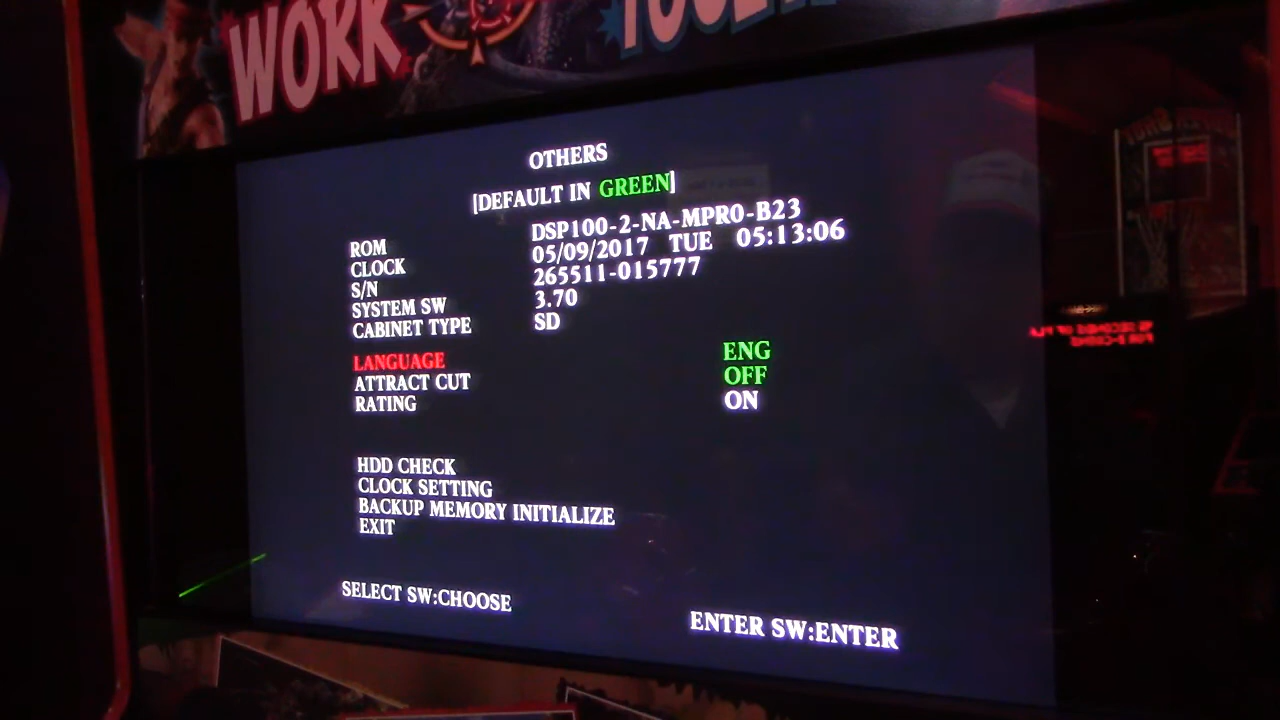 WORK
OTHERS
[DEFAULT IN GREEN]
ROM DSP100-2-NA-MPR0-B23
CLOCK 05/09/2017 TUE 05:13:06
S/N 265511-015777
SYSTEM SW 3.70
CABINET TYPE SD
LANGUAGE ENG
ATTRACT CUT OFF
RATING ON
HDD CHECK
CLOCK SETTING
BACKUP MEMORY INITIALIZE
EXIT
SELECT SW:CHOOSE
ENTER SW:ENTER